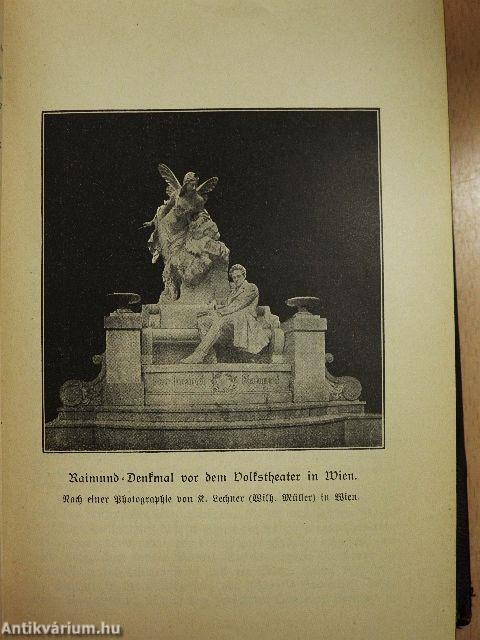 Raimund-Denkmal vor dem Volkstheater in Wien.
Nach einer Photographie von K. Lechner (Wilh. Müller) in Wien.
Antikvárium.hu